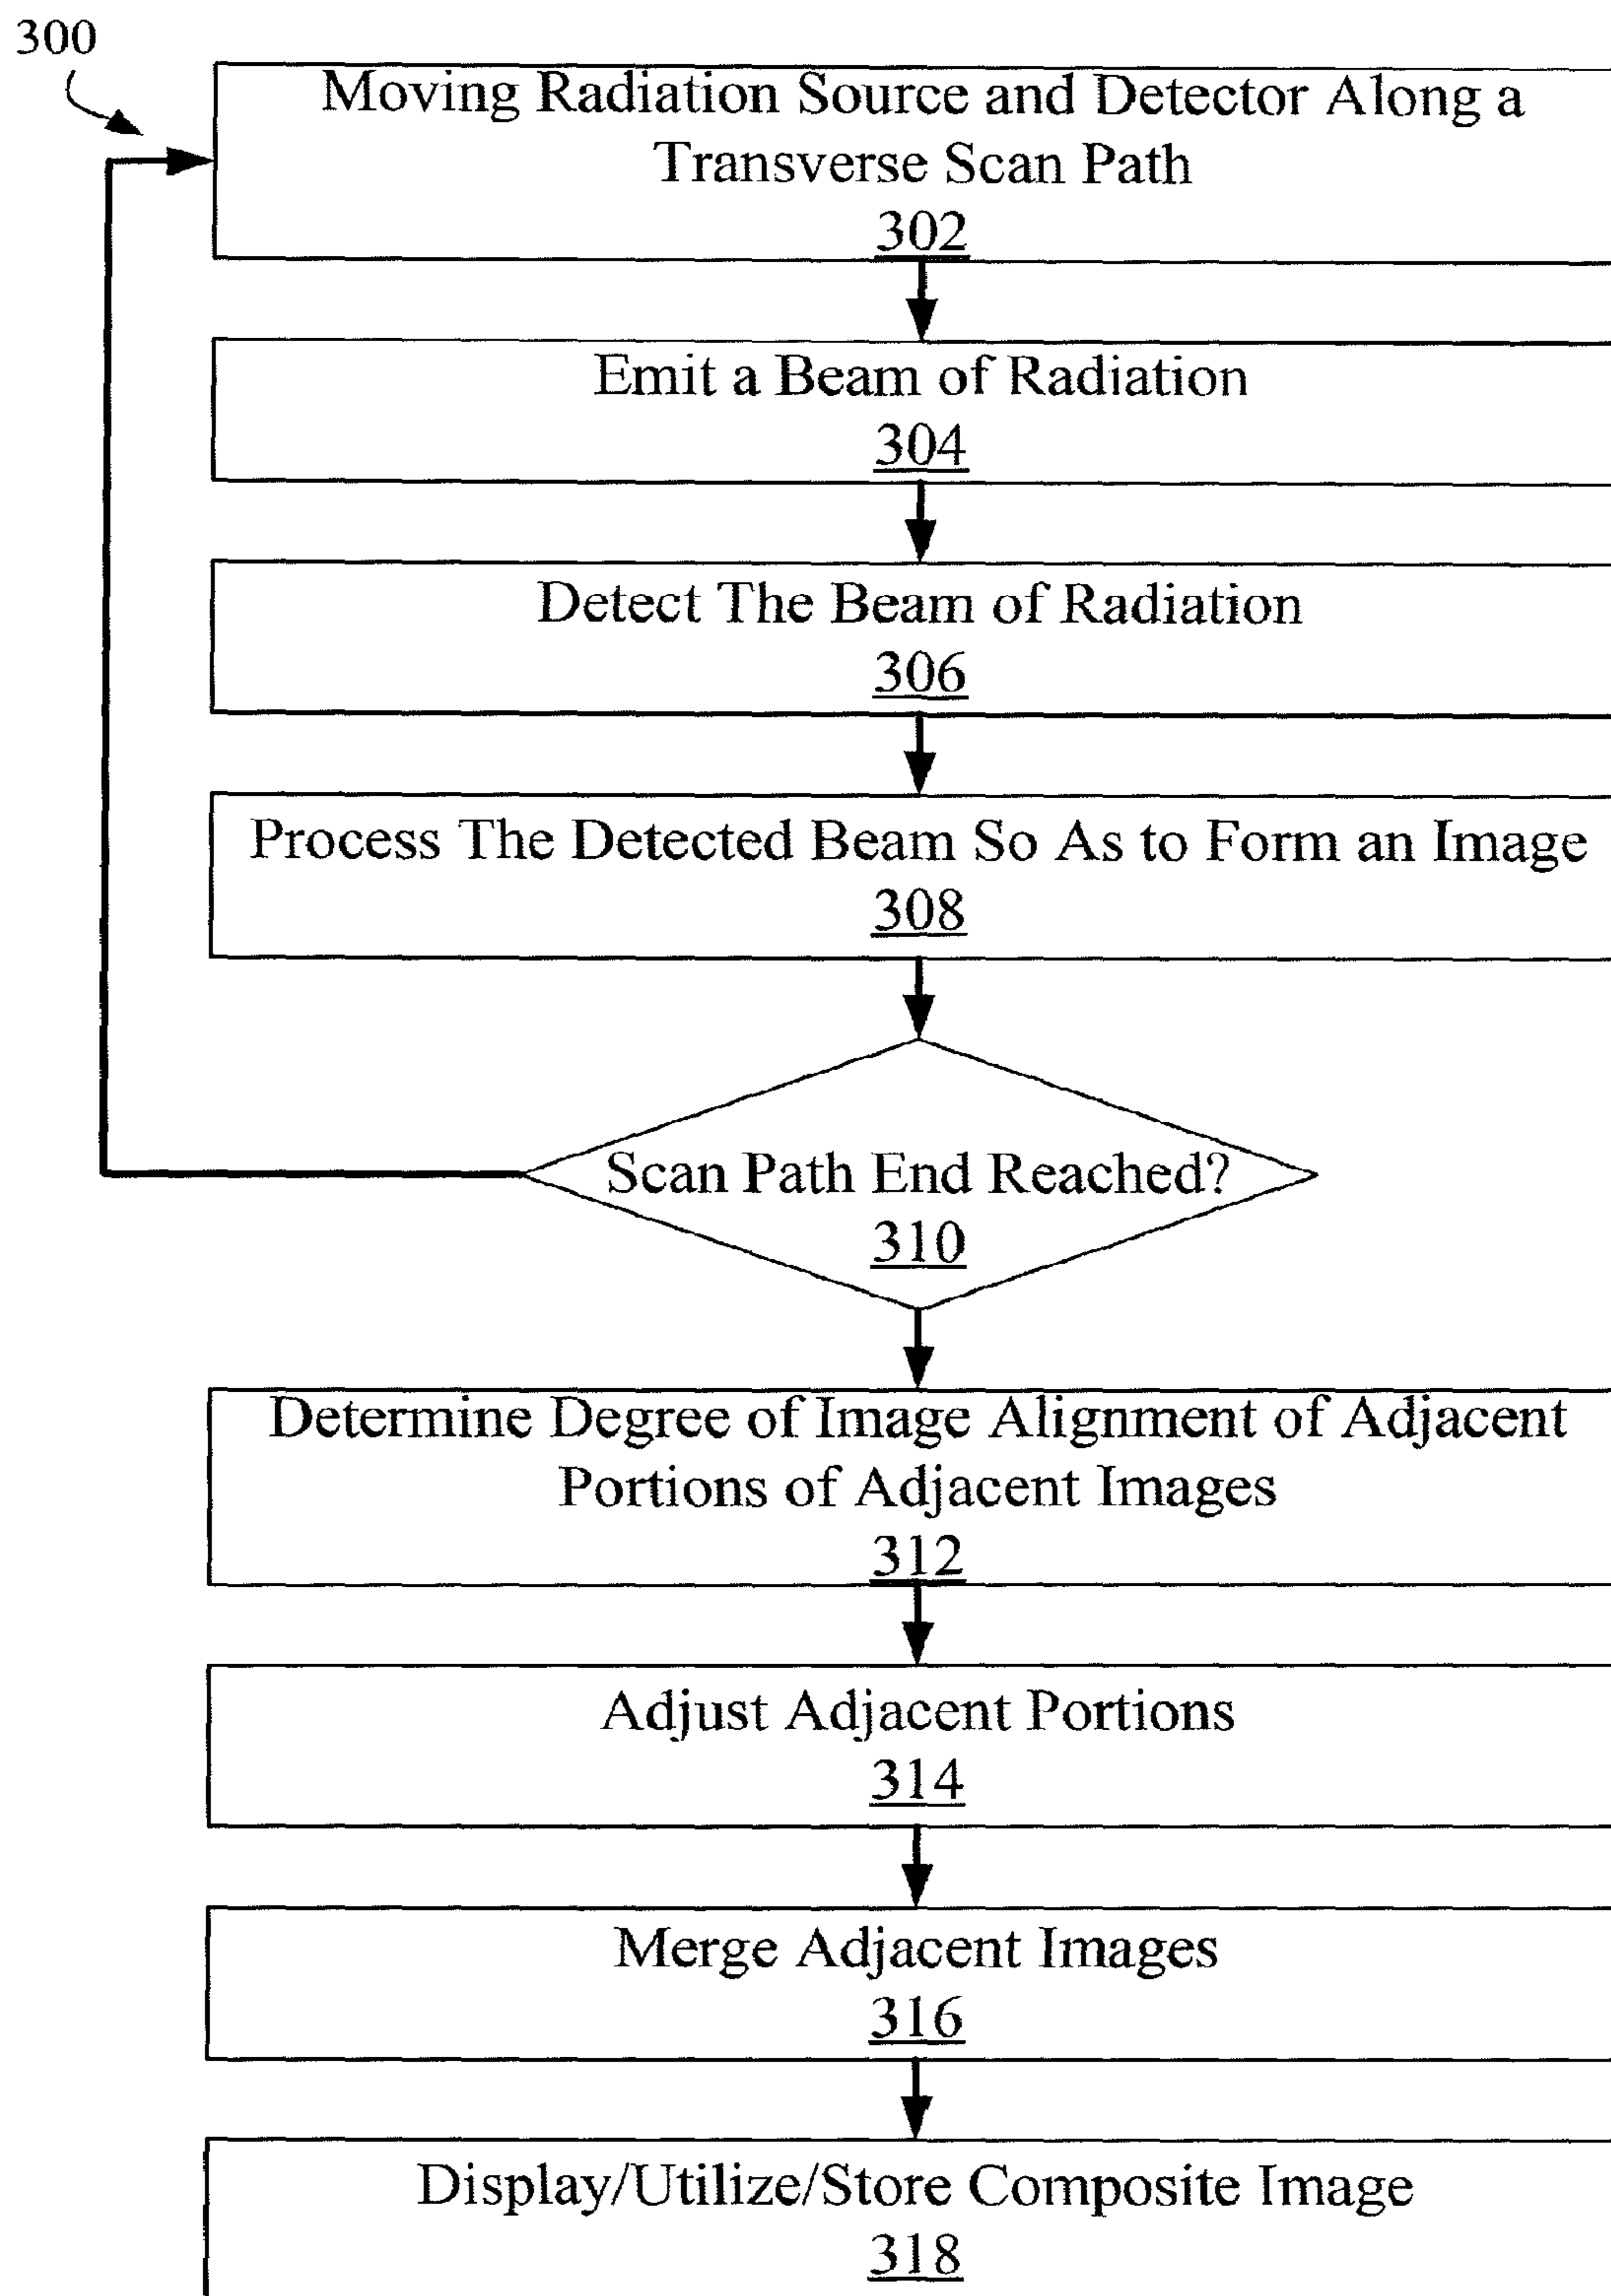 300
Moving Radiation Source and Detector Along a
Transverse Scan Path
302
Emit a Beam of Radiation
304
Detect The Beam of Radiation
306
Process The Detected Beam So As to Form an Image
308
Scan Path End Reached?
310
Determine Degree of Image Alignment of Adjacent
Portions of Adjacent Images
312
Adjust Adjacent Portions
314
Merge Adjacent Images
316
Display/Utilize/Store Composite Image
318